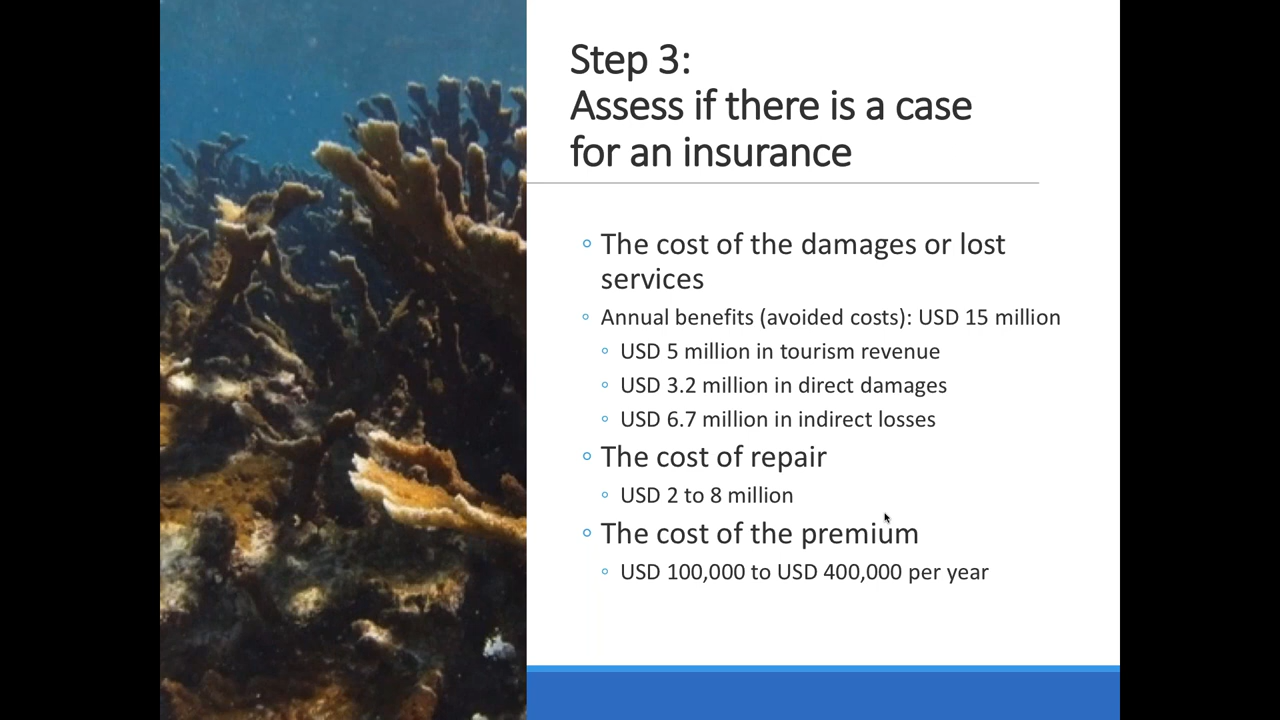 Step 3:
Assess if there is a case
for an insurance
The cost of the damages or lost
services
Annual benefits (avoided costs): USD 15 million
USD 5 million in tourism revenue
USD 3.2 million in direct damages
USD 6.7 million in indirect losses
The cost of repair
USD 2 to 8 million
The cost of the premium
USD 100,000 to USD 400,000 per year